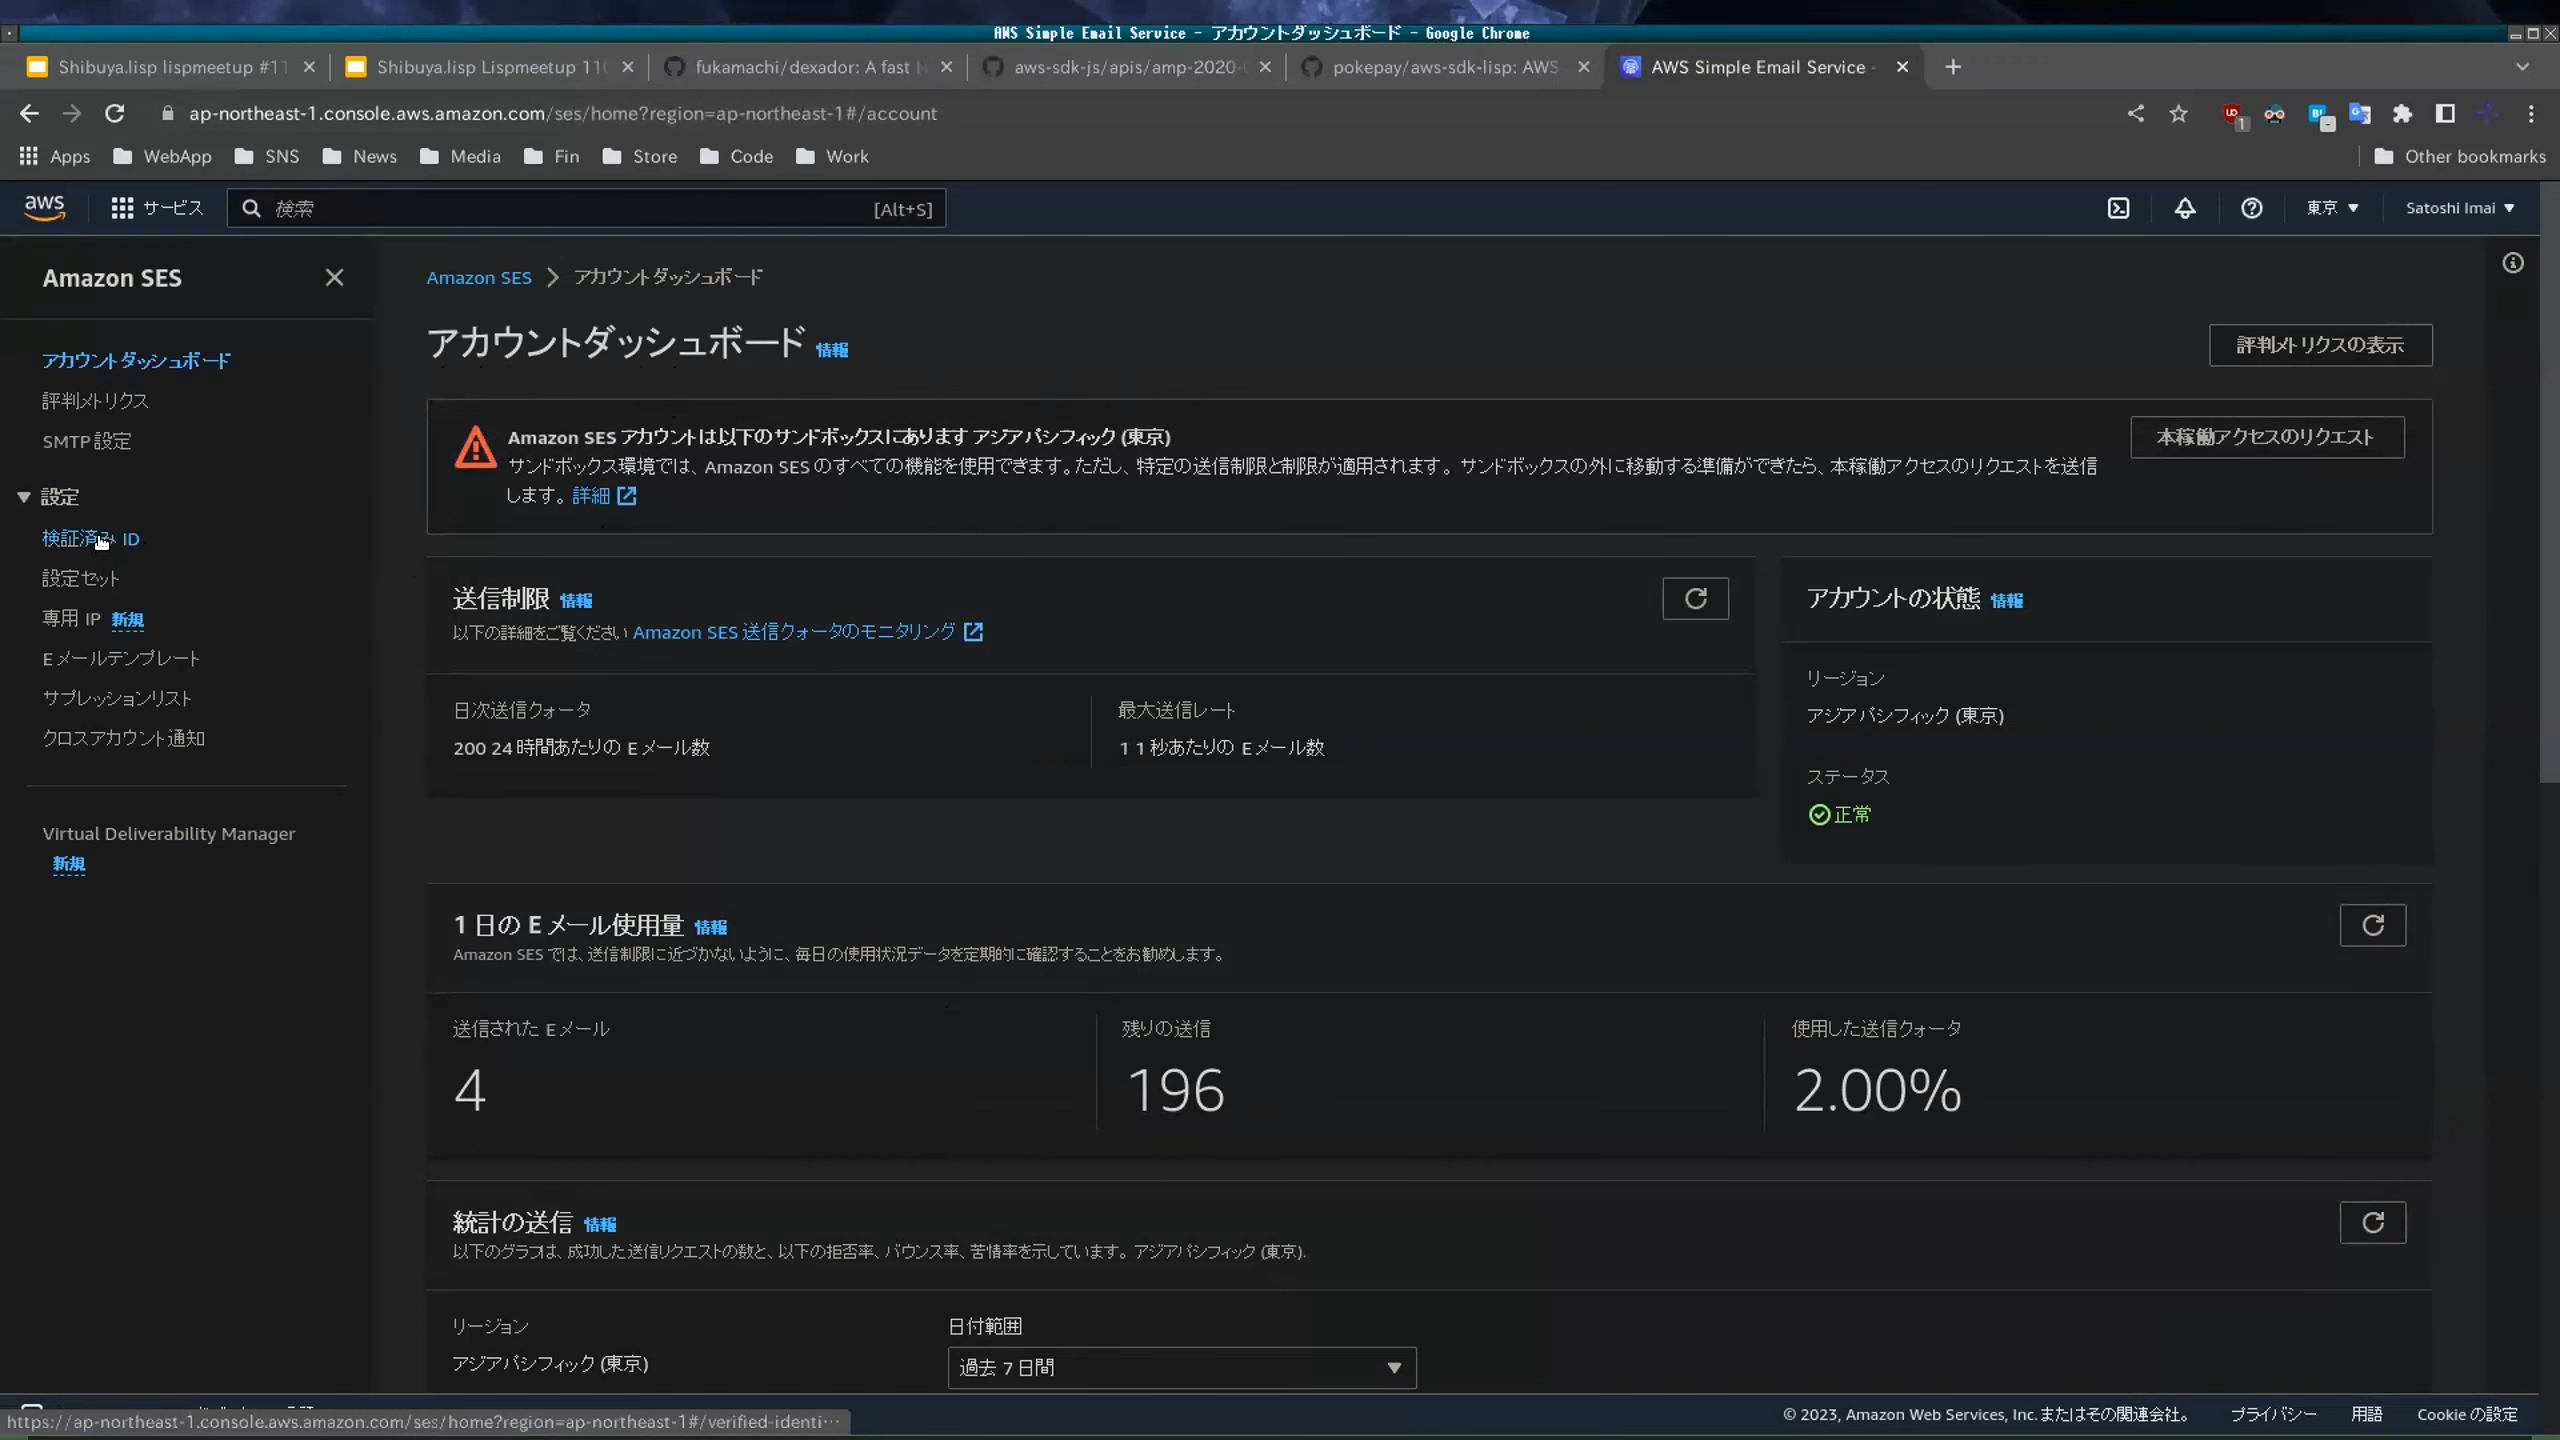 AWS Simple Email Service - アカウントダッシュボード - Google Chrome
Shibuya.lisp lispmeetup #11
Shibuya.lisp Lispmeetup 11
fukamachi/dexador: A fast H
aws-sdk-js/apis/amp-2020-
pokepay/aws-sdk-lisp: AWS
AWS Simple Email Service -
ap-northeast-1.console.aws.amazon.com/ses/home?region=ap-northeast-1#/account
Apps
WebApp
SNS
News
Media
Fin
Store
Code
Work
Other bookmarks
aws
サービス
検索
[Alt+S]
東京
Satoshi Imai
Amazon SES
アカウントダッシュボード
評判メトリクス
SMTP 設定
設定
検証済み ID
設定セット
専用 IP 新規
E メールテンプレート
サプレッションリスト
クロスアカウント通知
Virtual Deliverability Manager
新規
Amazon SES
アカウントダッシュボード
アカウントダッシュボード 情報
評判メトリクスの表示
Amazon SES アカウントは以下のサンドボックスにあります アジアパシフィック (東京)
サンドボックス環境では、Amazon SES のすべての機能を使用できます。ただし、特定の送信制限と制限が適用されます。 サンドボックスの外に移動する準備ができたら、本稼働アクセスのリクエストを送信
します。 詳細
本稼働アクセスのリクエスト
送信制限 情報
以下の詳細をご覧ください Amazon SES 送信クォータのモニタリング
日次送信クォータ
200 24 時間あたりの E メール数
最大送信レート
1 1 秒あたりの E メール数
アカウントの状態 情報
リージョン
アジアパシフィック (東京)
ステータス
正常
1 日の E メール使用量 情報
Amazon SES では、送信制限に近づかないように、毎日の使用状況データを定期的に確認することをお勧めします。
送信された E メール
4
残りの送信
196
使用した送信クォータ
2.00%
統計の送信 情報
以下のグラフは、成功した送信リクエストの数と、以下の拒否率、バウンス率、苦情率を示しています。 アジアパシフィック (東京).
リージョン
アジアパシフィック (東京)
日付範囲
過去 7 日間
https://ap-northeast-1.console.aws.amazon.com/ses/home?region=ap-northeast-1#/verified-identi…
© 2023, Amazon Web Services, Inc. またはその関連会社。
プライバシー
用語
Cookie の設定